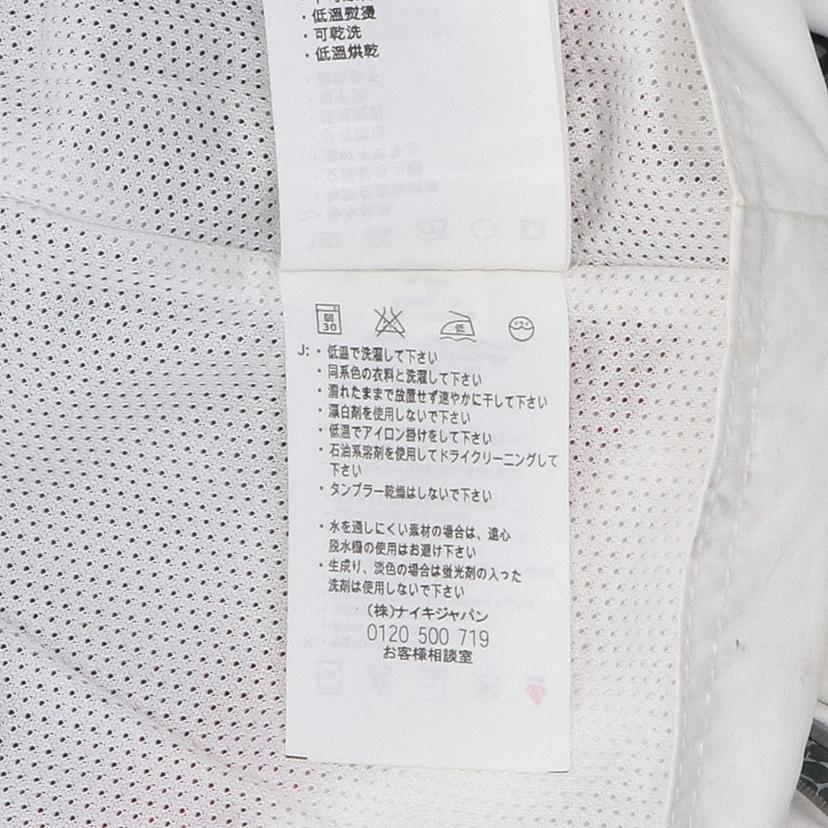 ・低溫熨燙
・可乾洗
・低溫烘乾
弱30
低
J:・低温で洗濯して下さい
・同系色の衣料と洗濯して下さい
・濡れたままで放置せず速やかに干して下さい
・漂白剤を使用しないで下さい
・低温でアイロン掛けをして下さい
・石油系溶剤を使用してドライクリーニングして
下さい
・タンブラー乾燥はしないで下さい
・水を通しにくい素材の場合は、遠心
脱水機の使用はお避け下さい
・生成り、淡色の場合は蛍光剤の入った
洗剤は使用しないで下さい
(株)ナイキジャパン
0120 500 719
お客様相談室